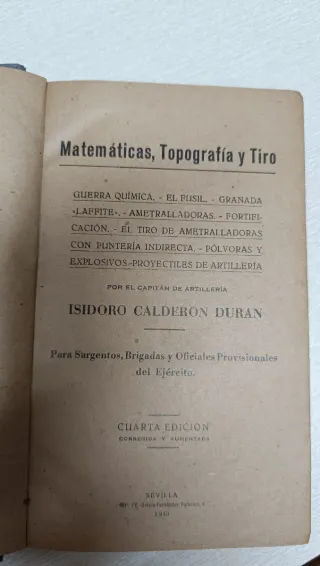 Matemáticas, Topografía y Tiro
GUERRA QUÍMICA. - EL FUSIL. - GRANADA
«LAFFITE». - AMETRALLADORAS. - FORTIFI-
CACIÓN. - EL TIRO DE AMETRALLADORAS
CON PUNTERÍA INDIRECTA. - PÓLVORAS Y
EXPLOSIVOS.-PROYECTILES DE ARTILLERÍA
POR EL CAPITÁN DE ARTILLERÍA
ISIDORO CALDERÓN DURÁN
Para Sargentos, Brigadas y Oficiales Provisionales
del Ejército.
CUARTA EDICIÓN
CORREGIDA Y AUMENTADA
SEVILLA